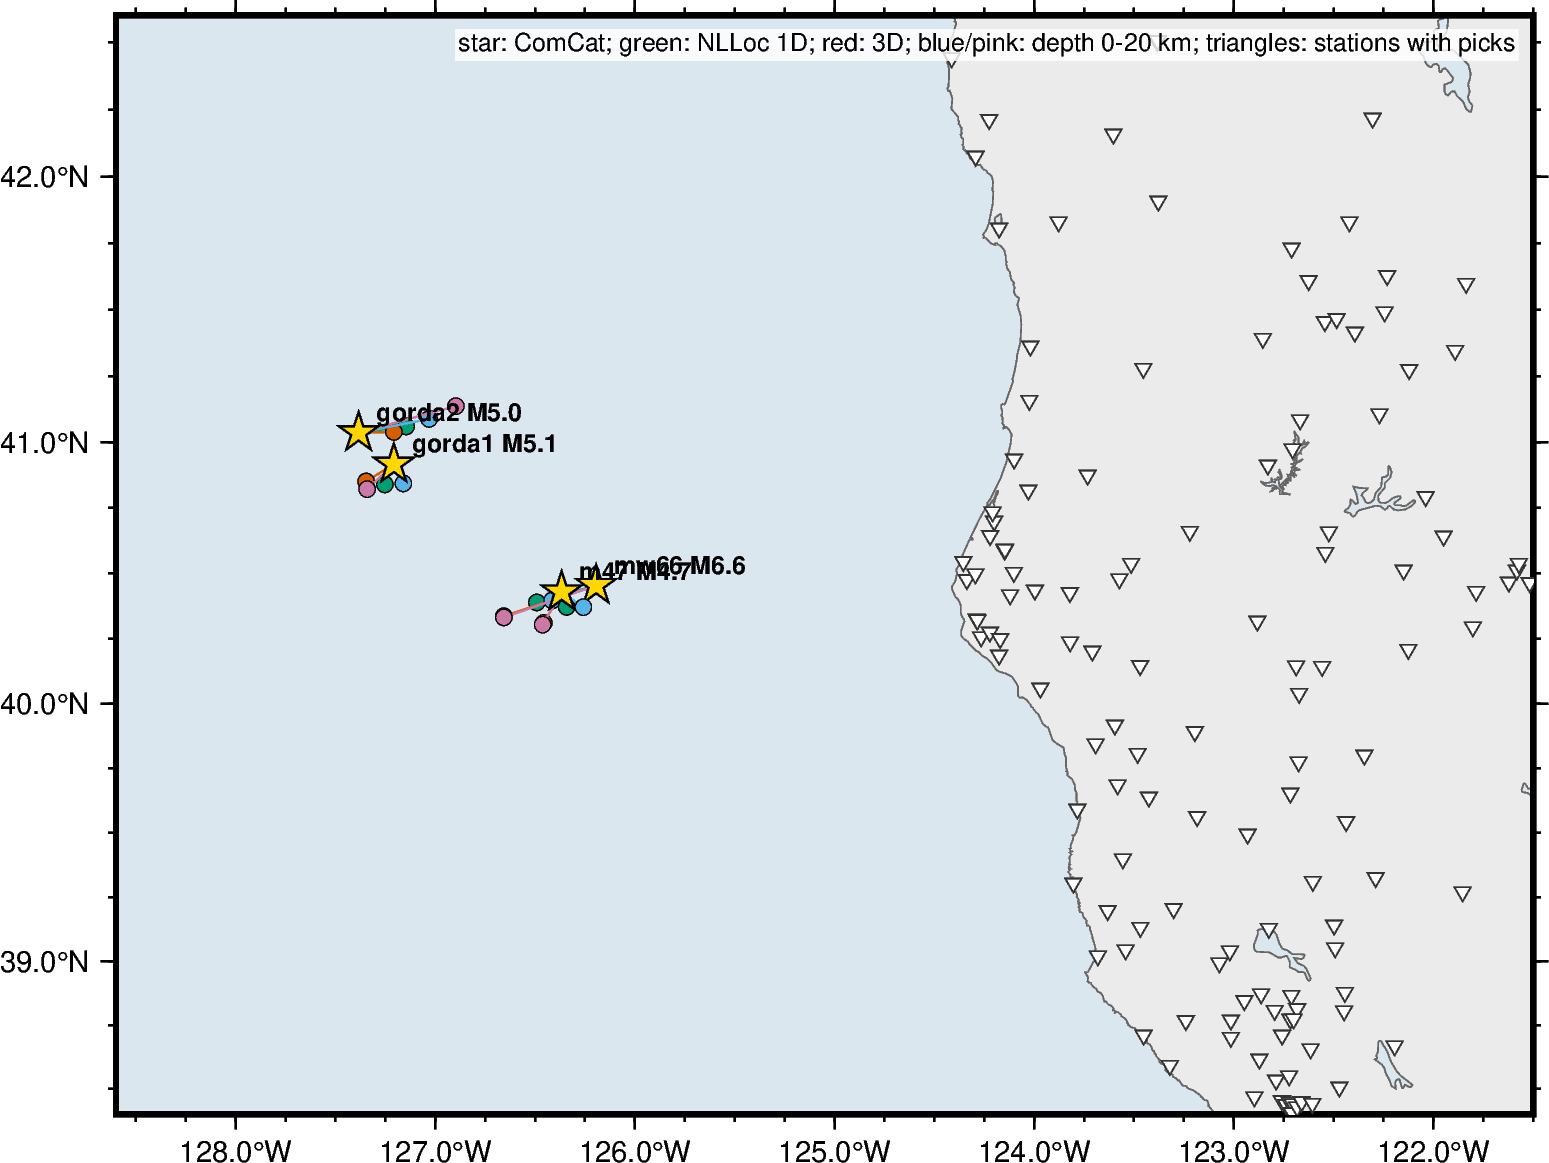 star: ComCat; green: NLLoc 1D; red: 3D; blue/pink: depth 0-20 km; triangles: stations with picks
42.0°N
gorda2 M5.0
41.0°N
gorda1 M5.1
m47 M4.7
mw66 M6.6
40.0°N
39.0°N
128.0°W 127.0°W 126.0°W 125.0°W 124.0°W 123.0°W 122.0°W